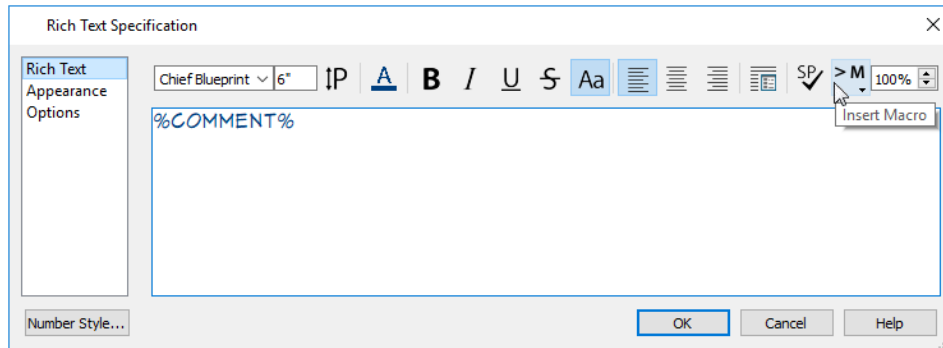 Rich Text Specification
Rich Text
Appearance
Options
Chief Blueprint 6" P A B I U S Aa SP >M 100%
Insert Macro
%COMMENT%
Number Style...
OK Cancel Help